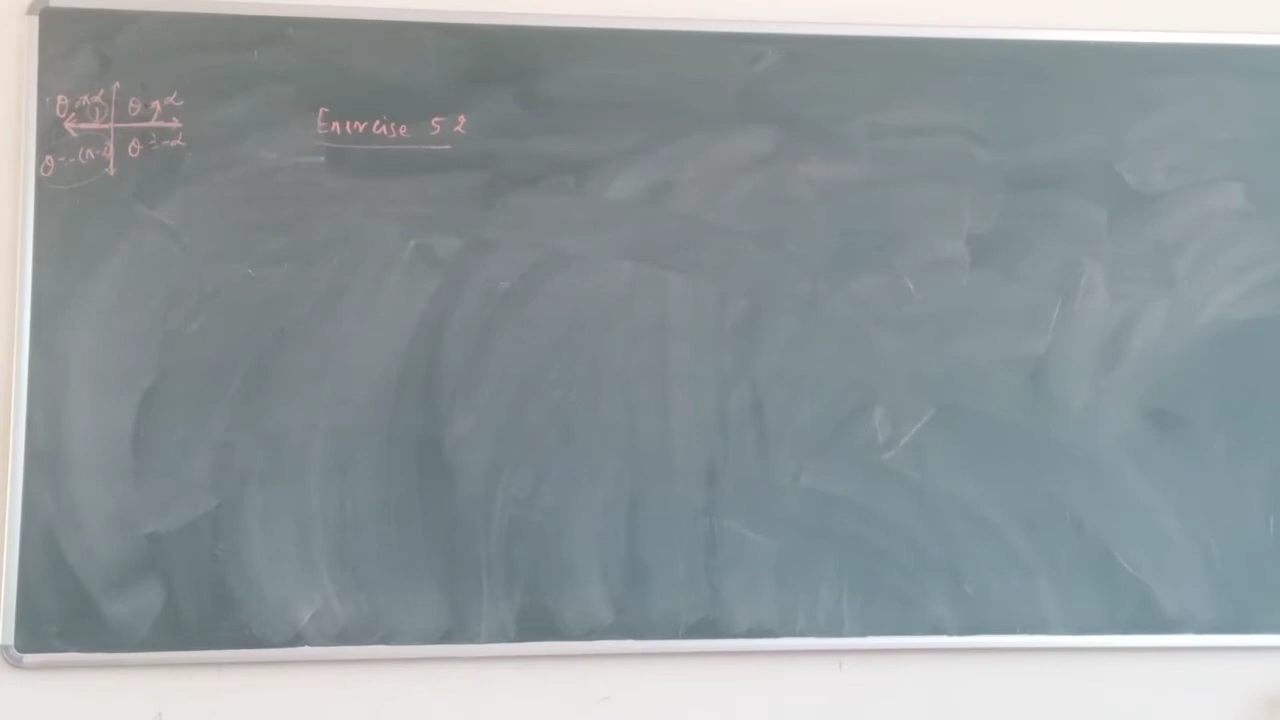 θ = π-α θ = α
Exercise 5 2
θ = -(π-α) θ = -α